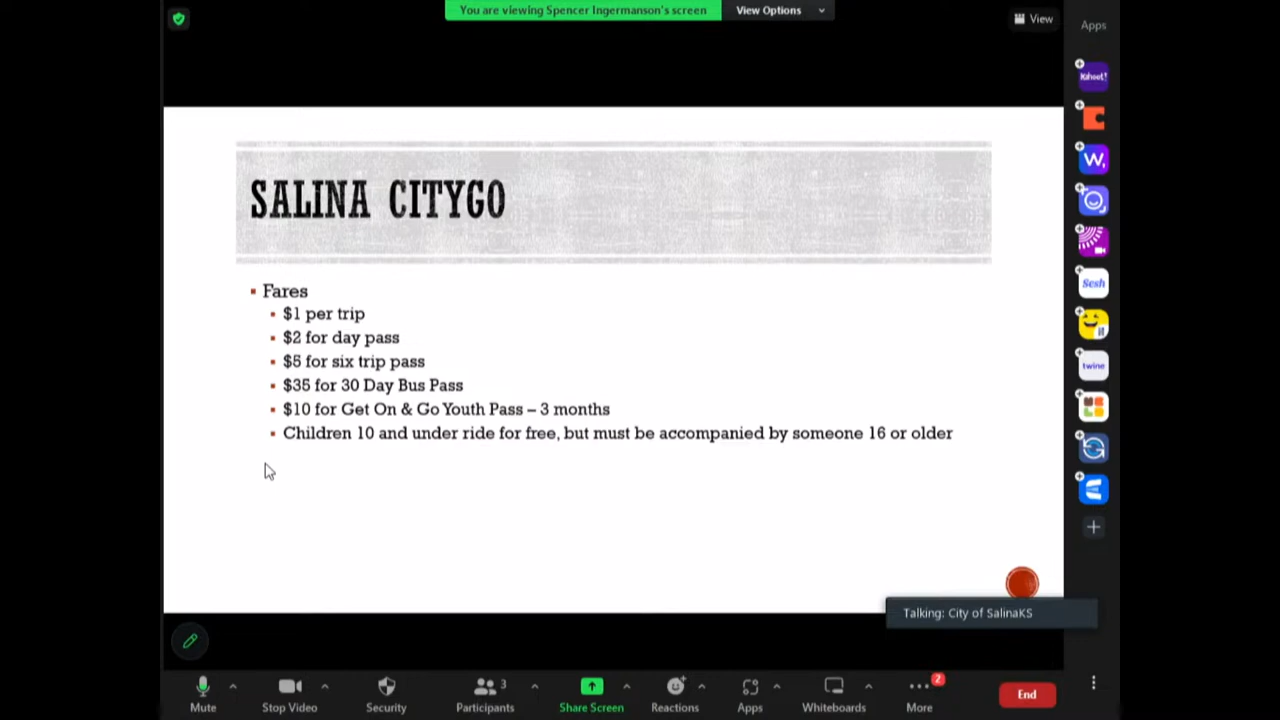 You are viewing Spencer Ingermanson's screen
View Options
View
Apps
Kahoot!
W,
SALINA CITYGO
Sesh
Fares
$1 per trip
it
$2 for day pass
$5 for six trip pass
twine
$35 for 30 Day Bus Pass
$10 for Get On & Go Youth Pass – 3 months
Children 10 and under ride for free, but must be accompanied by someone 16 or older
Talking: City of SalinaKS
3
2
Mute
Stop Video
Security
Participants
Share Screen
Reactions
Apps
Whiteboards
More
End